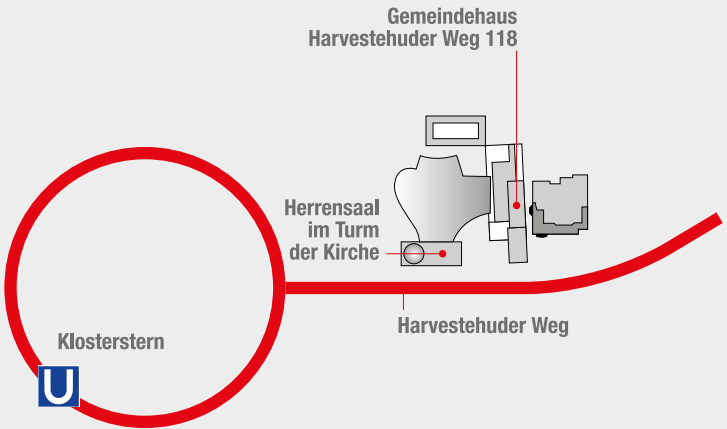 Gemeindehaus
Harvestehuder Weg 118
Herrensaal
im Turm
der Kirche
Harvestehuder Weg
Klosterstern
U